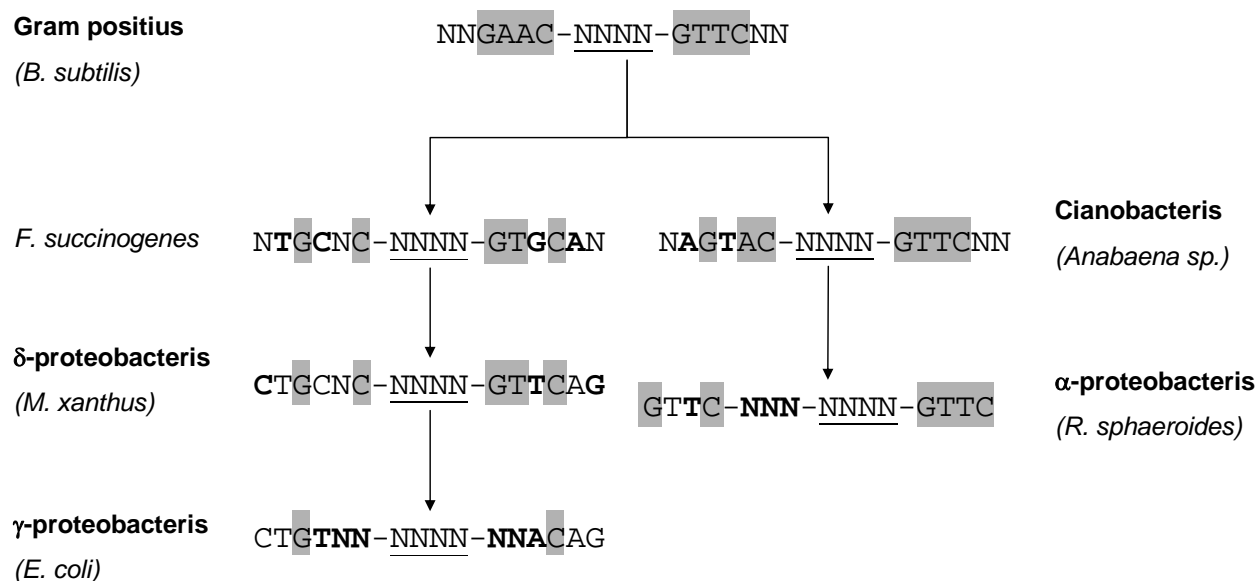 Gram positius
(B. subtilis)
NNGAAC-NNNN-GTTCNN
F. succinogenes
NTGCNC-NNNN-GTGCAN
NAGTAC-NNNN-GTTCNN
Cianobacteris
(Anabaena sp.)
δ-proteobacteris
(M. xanthus)
CTGCNC-NNNN-GTTCAG
GTTC-NNN-NNNN-GTTC
α-proteobacteris
(R. sphaeroides)
γ-proteobacteris
(E. coli)
CTGTNN-NNNN-NNACAG